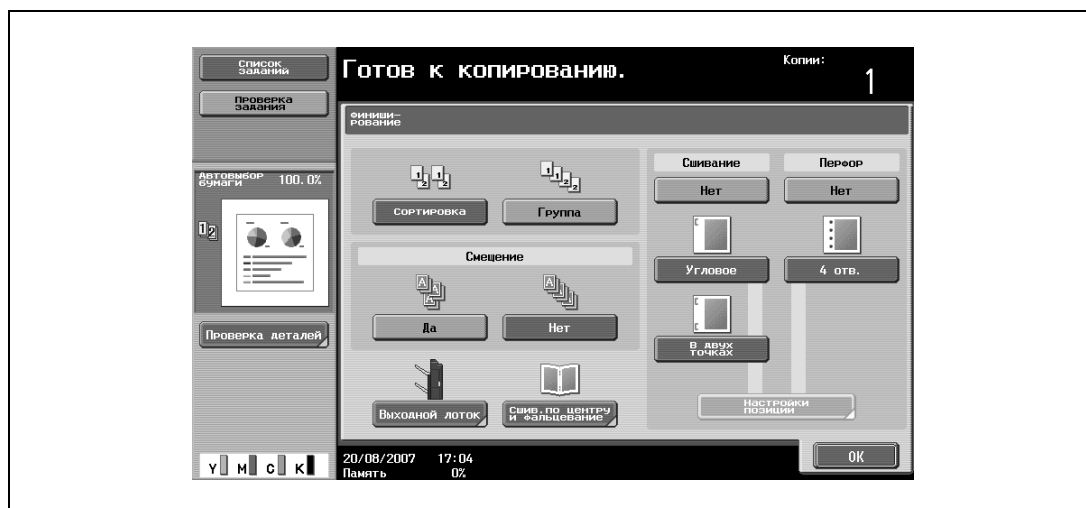 Список
заданий
Готов к копированию.
Копии:
1
Проверка
задания
Финиши-
рование
Автовыбор
бумаги
100.0%
Сортировка
Группа
Смещение
Да
Нет
Выходной лоток
Сшив.по центру
и фальцевание
Сшивание
Перфор
Нет
Нет
Угловое
4 отв.
В двух
точках
Настройки
позиции
Проверка деталей
Y M C K
20/08/2007 17:04
Память 0%
OK